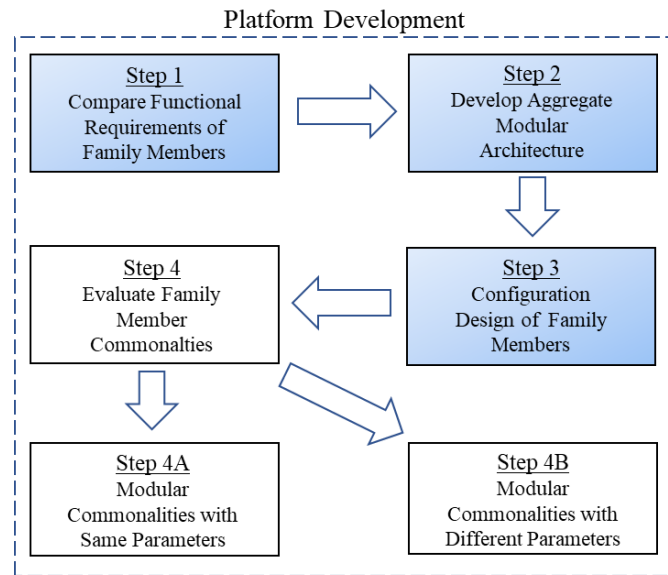 Platform Development
Step 1
Compare Functional
Requirements of
Family Members
Step 2
Develop Aggregate
Modular
Architecture
Step 3
Configuration
Design of Family
Members
Step 4
Evaluate Family
Member
Commonalties
Step 4A
Modular
Commonalities with
Same Parameters
Step 4B
Modular
Commonalities with
Different Parameters